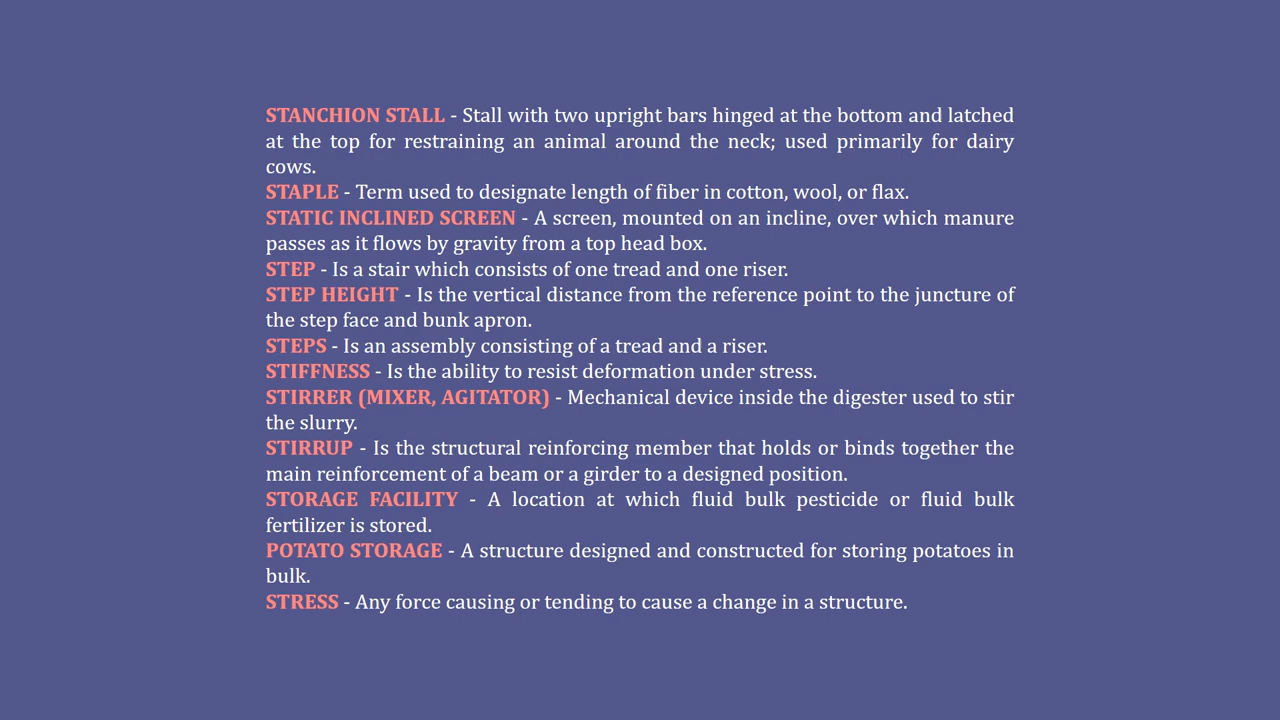 STANCHION STALL - Stall with two upright bars hinged at the bottom and latched
at the top for restraining an animal around the neck; used primarily for dairy
cows.
STAPLE - Term used to designate length of fiber in cotton, wool, or flax.
STATIC INCLINED SCREEN - A screen, mounted on an incline, over which manure
passes as it flows by gravity from a top head box.
STEP - Is a stair which consists of one tread and one riser.
STEP HEIGHT - Is the vertical distance from the reference point to the juncture of
the step face and bunk apron.
STEPS - Is an assembly consisting of a tread and a riser.
STIFFNESS - Is the ability to resist deformation under stress.
STIRRER (MIXER, AGITATOR) - Mechanical device inside the digester used to stir
the slurry.
STIRRUP - Is the structural reinforcing member that holds or binds together the
main reinforcement of a beam or a girder to a designed position.
STORAGE FACILITY - A location at which fluid bulk pesticide or fluid bulk
fertilizer is stored.
POTATO STORAGE - A structure designed and constructed for storing potatoes in
bulk.
STRESS - Any force causing or tending to cause a change in a structure.